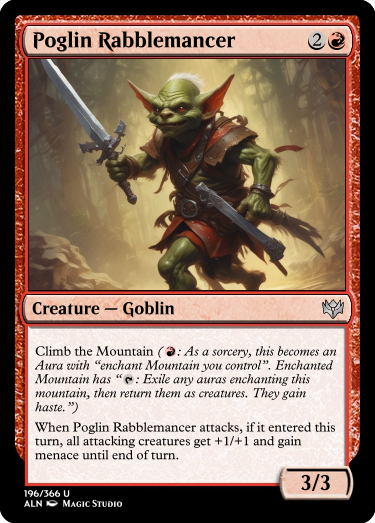 Poglin Rabblemancer 2
Creature — Goblin
Climb the Mountain ( : As a sorcery, this becomes an
Aura with “enchant Mountain you control”. Enchanted
Mountain has “ : Exile any auras enchanting this
mountain, then return them as creatures. They gain
haste.”)
When Poglin Rabblemancer attacks, if it entered this
turn, all attacking creatures get +1/+1 and gain
menace until end of turn.
3/3
196/366 U
ALN Magic Studio